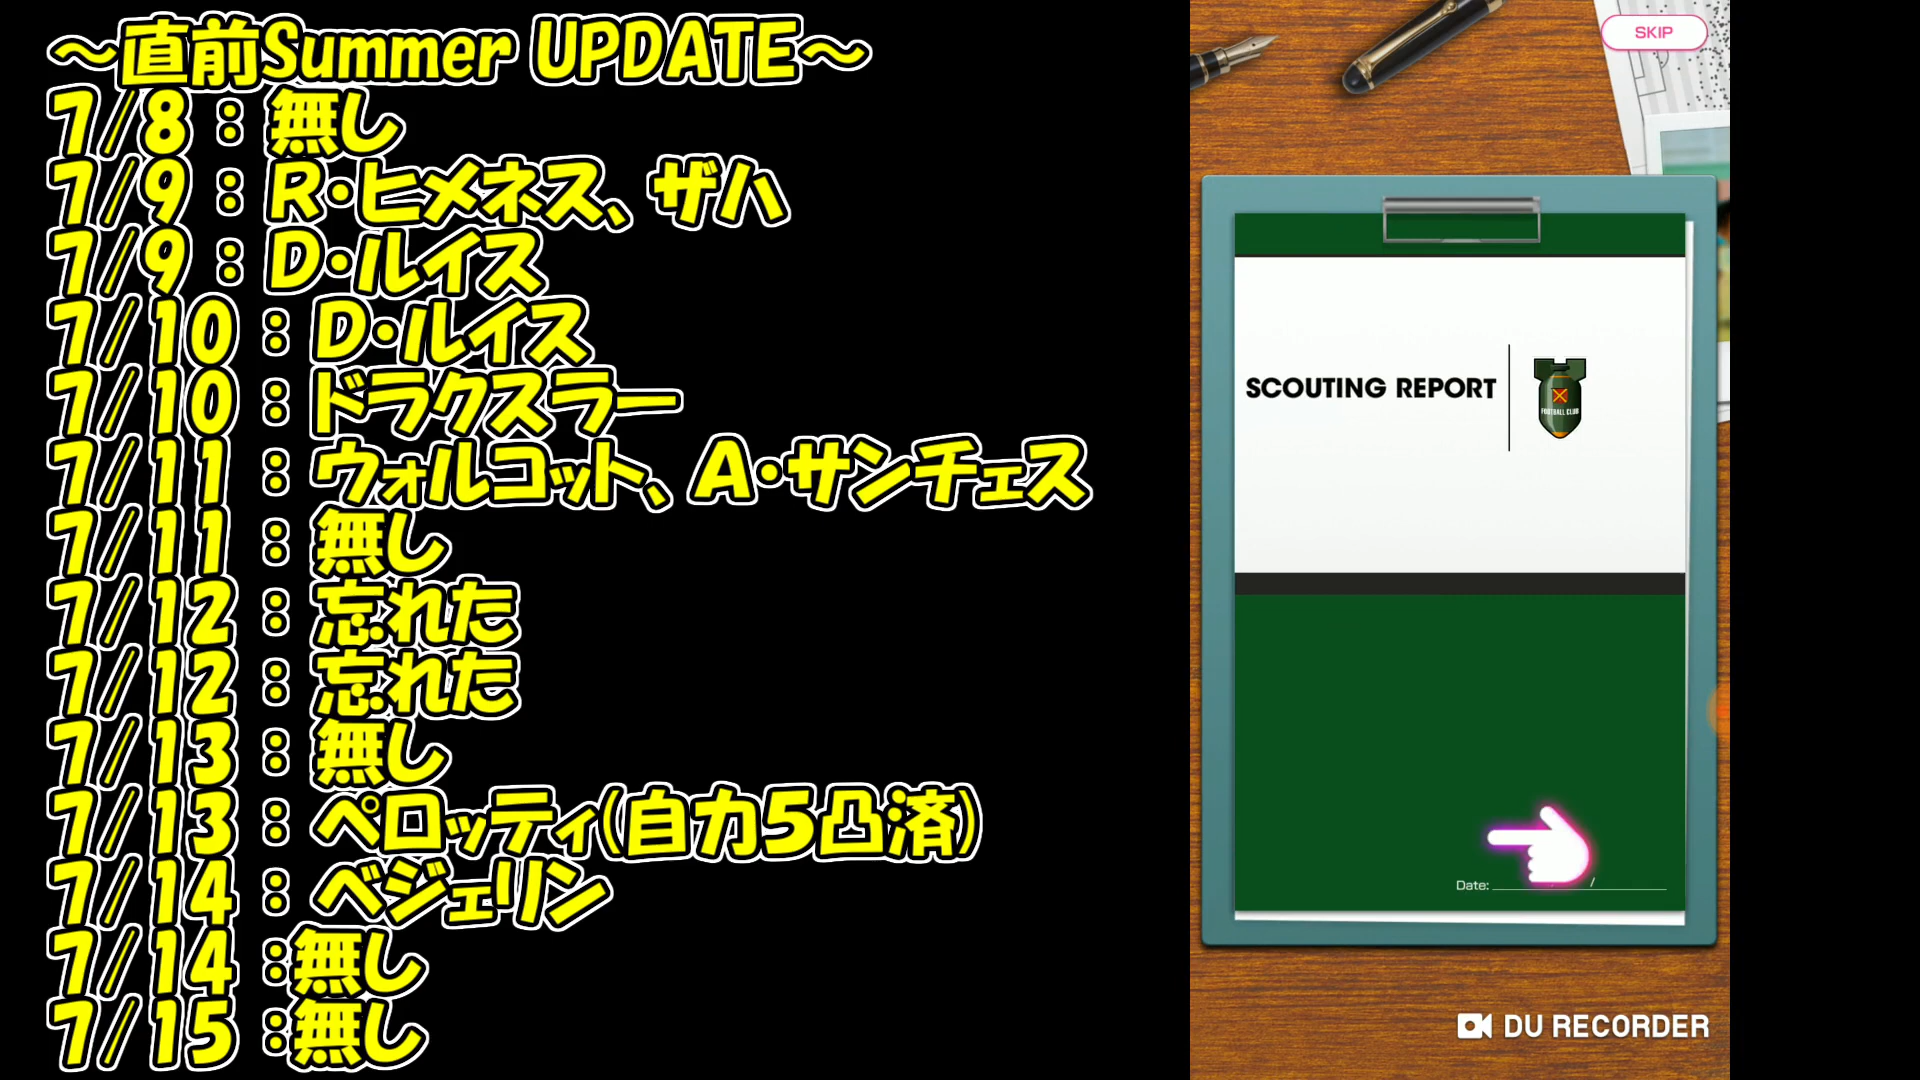 ～直前Summer UPDATE～
7/8：無し
7/9：R・ヒメネス、ザハ
7/9：D・ルイス
7/10：D・ルイス
7/10：ドラクスラー
7/11：ウォルコット、A・サンチェス
7/11：無し
7/12：忘れた
7/12：忘れた
7/13：無し
7/13：ペロッティ(自力5凸済)
7/14：ベジェリン
7/14：無し
7/15：無し
SKIP
SCOUTING REPORT
FOOTBALL CLUB
Date: /
DU RECORDER